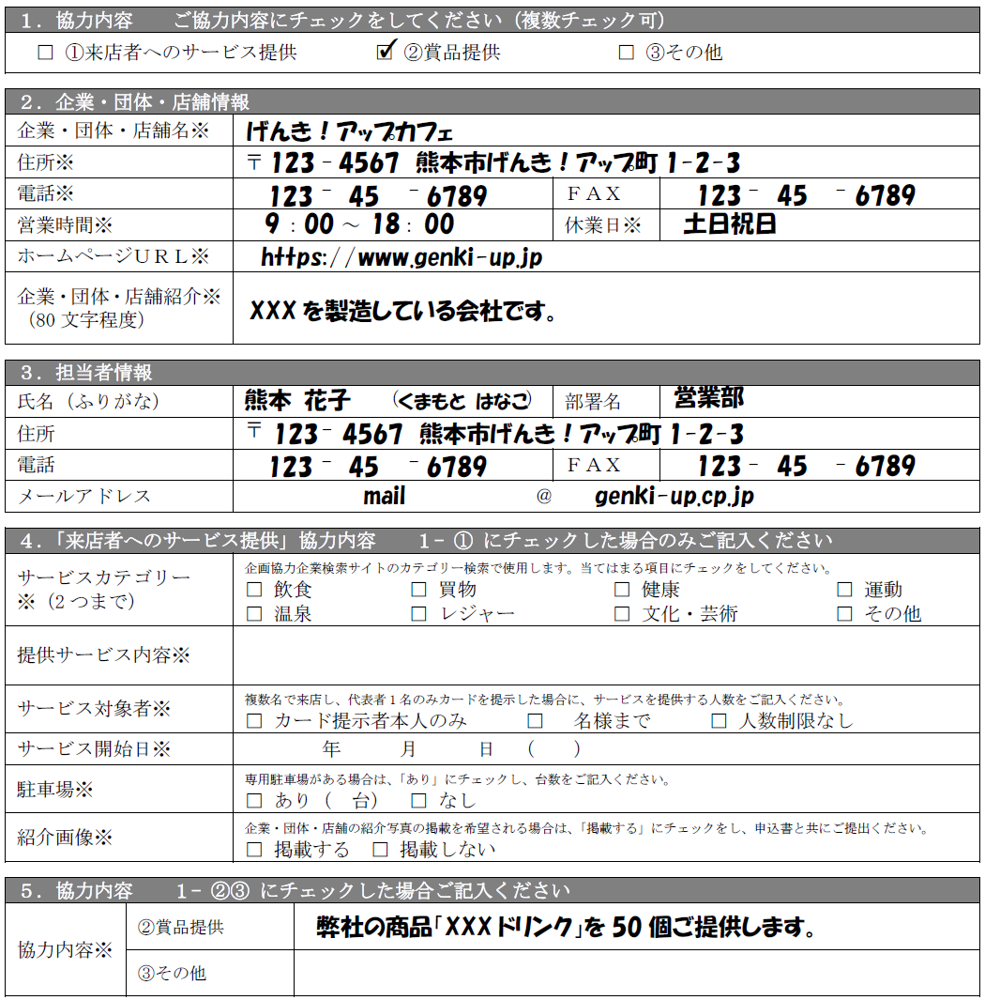 １．協力内容　　ご協力内容にチェックをしてください（複数チェック可）
□ ①来店者へのサービス提供　　☑ ②賞品提供　　□ ③その他
２．企業・団体・店舗情報
企業・団体・店舗名※　げんき！アップカフェ
住所※　〒 123 - 4567 熊本市げんき！アップ町 1-2-3
電話※　123 - 45 - 6789　ＦＡＸ　123 - 45 - 6789
営業時間※　9 : 00 ～ 18 : 00　休業日※　土日祝日
ホームページＵＲＬ※　https://www.genki-up.jp
企業・団体・店舗紹介※　XXX を製造している会社です。
（80 文字程度）
３．担当者情報
氏名（ふりがな）　熊本 花子　（くまもと はなこ）　部署名　営業部
住所　〒 123 - 4567 熊本市げんき！アップ町 1-2-3
電話　123 - 45 - 6789　ＦＡＸ　123 - 45 - 6789
メールアドレス　mail ＠ genki-up.cp.jp
４．「来店者へのサービス提供」協力内容　　１- ① にチェックした場合のみご記入ください
サービスカテゴリー
※（2 つまで）
企画協力企業検索サイトのカテゴリー検索で使用します。当てはまる項目にチェックをしてください。
□ 飲食　□ 買物　□ 健康　□ 運動
□ 温泉　□ レジャー　□ 文化・芸術　□ その他
提供サービス内容※
サービス対象者※
複数名で来店し、代表者１名のみカードを提示した場合に、サービスを提供する人数をご記入ください。
□ カード提示者本人のみ　□　名様まで　□ 人数制限なし
サービス開始日※　年　月　日　（　）
駐車場※
専用駐車場がある場合は、「あり」にチェックし、台数をご記入ください。
□ あり（　台）　□ なし
紹介画像※
企業・団体・店舗の紹介写真の掲載を希望される場合は、「掲載する」にチェックをし、申込書と共にご提出ください。
□ 掲載する　□ 掲載しない
５．協力内容　　１- ②③ にチェックした場合ご記入ください
協力内容※
②賞品提供　弊社の商品「XXX ドリンク」を 50 個ご提供します。
③その他